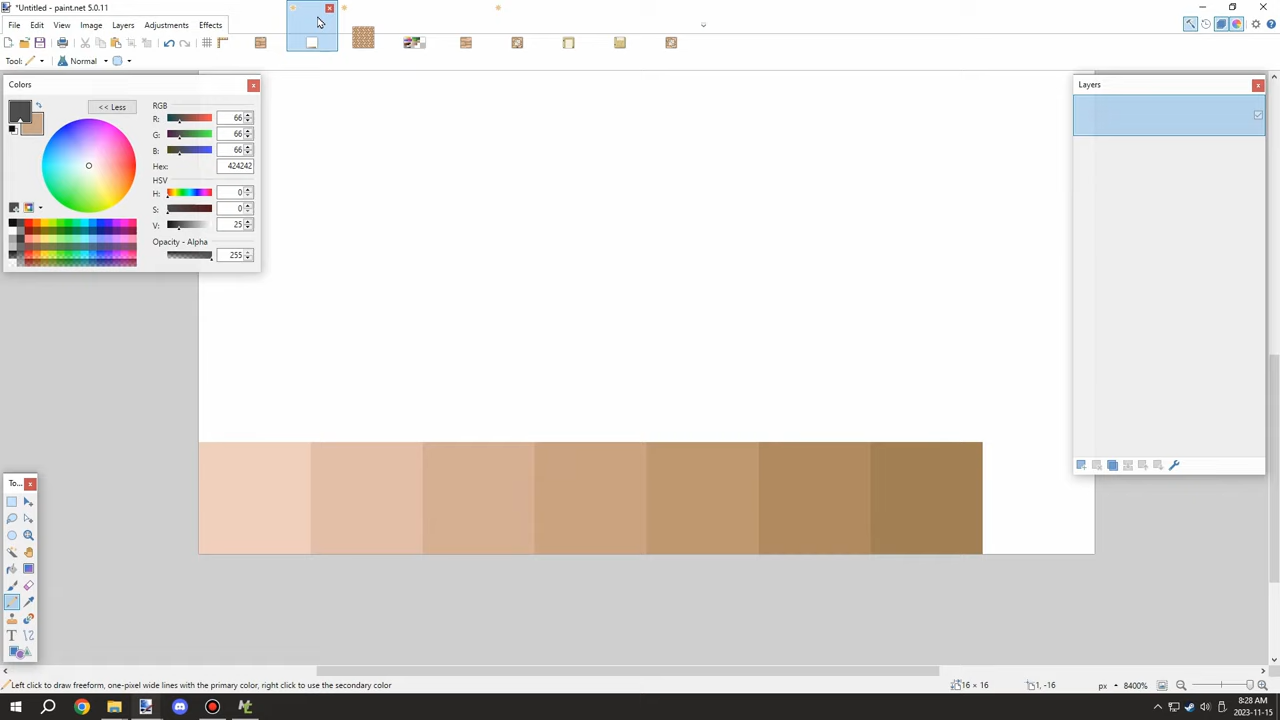 *Untitled - paint.net 5.0.11
File Edit View Image Layers Adjustments Effects
Tool: Normal
Colors
<< Less
RGB
R: 66
G: 66
B: 66
Hex: 424242
HSV
H: 0
S: 0
V: 25
Opacity - Alpha
255
Layers
To...
Left click to draw freeform, one-pixel wide lines with the primary color, right click to use the secondary color
16 × 16
1, -16
px
8400%
8:28 AM
2023-11-15